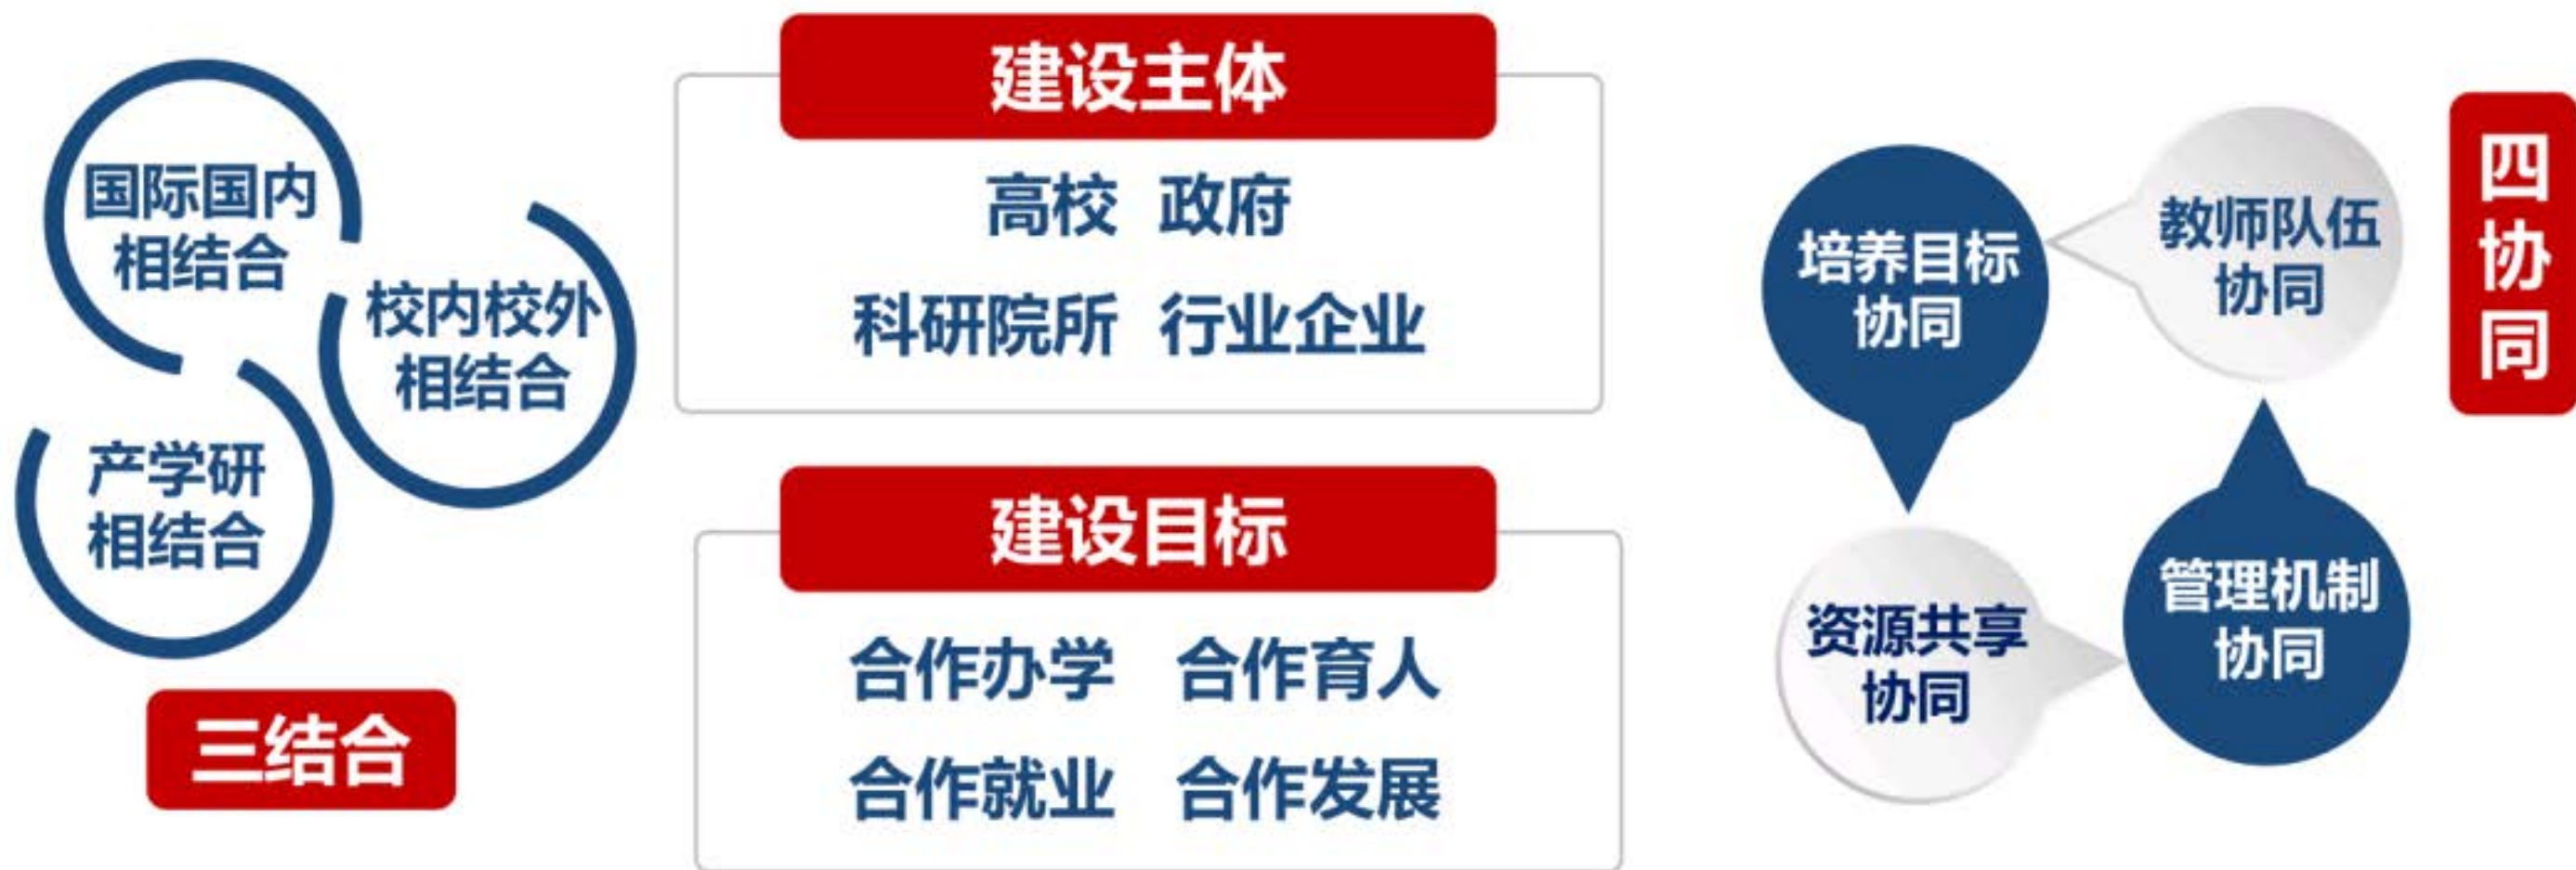 国际国内
相结合
校内校外
相结合
产学研
相结合
三结合
建设主体
高校 政府
科研院所 行业企业
建设目标
合作办学 合作育人
合作就业 合作发展
培养目标
协同
教师队伍
协同
资源共享
协同
管理机制
协同
四协同